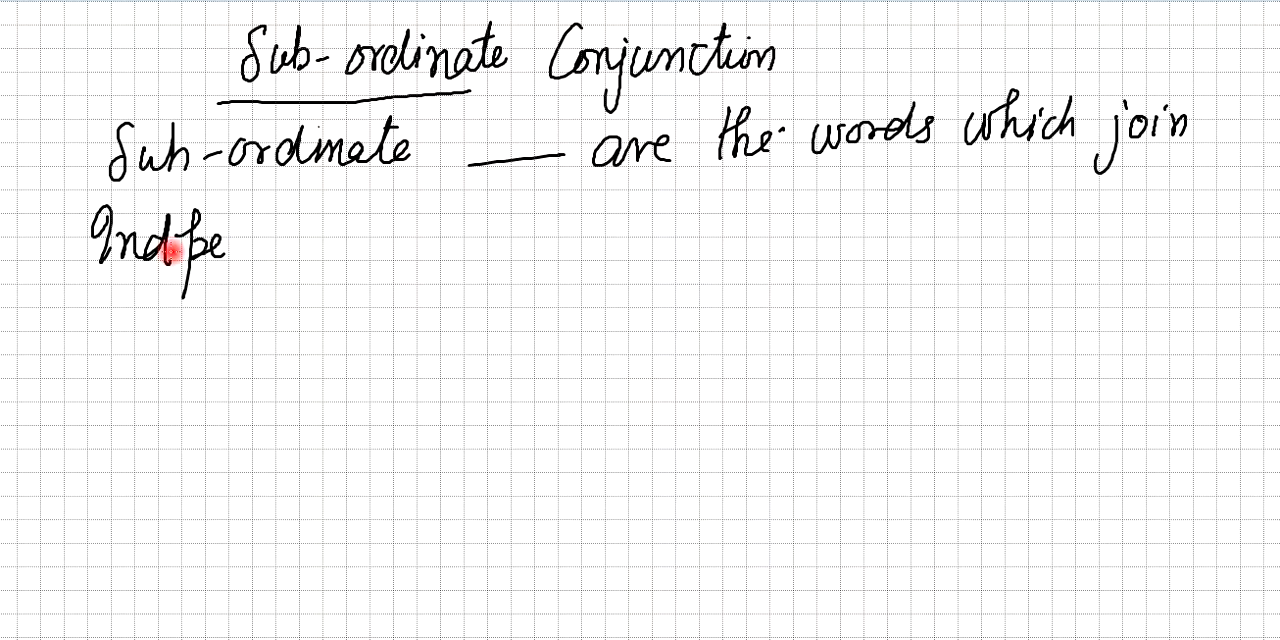 Sub-ordinate Conjunction
Sub-ordinate —— are the words which join
Indpe